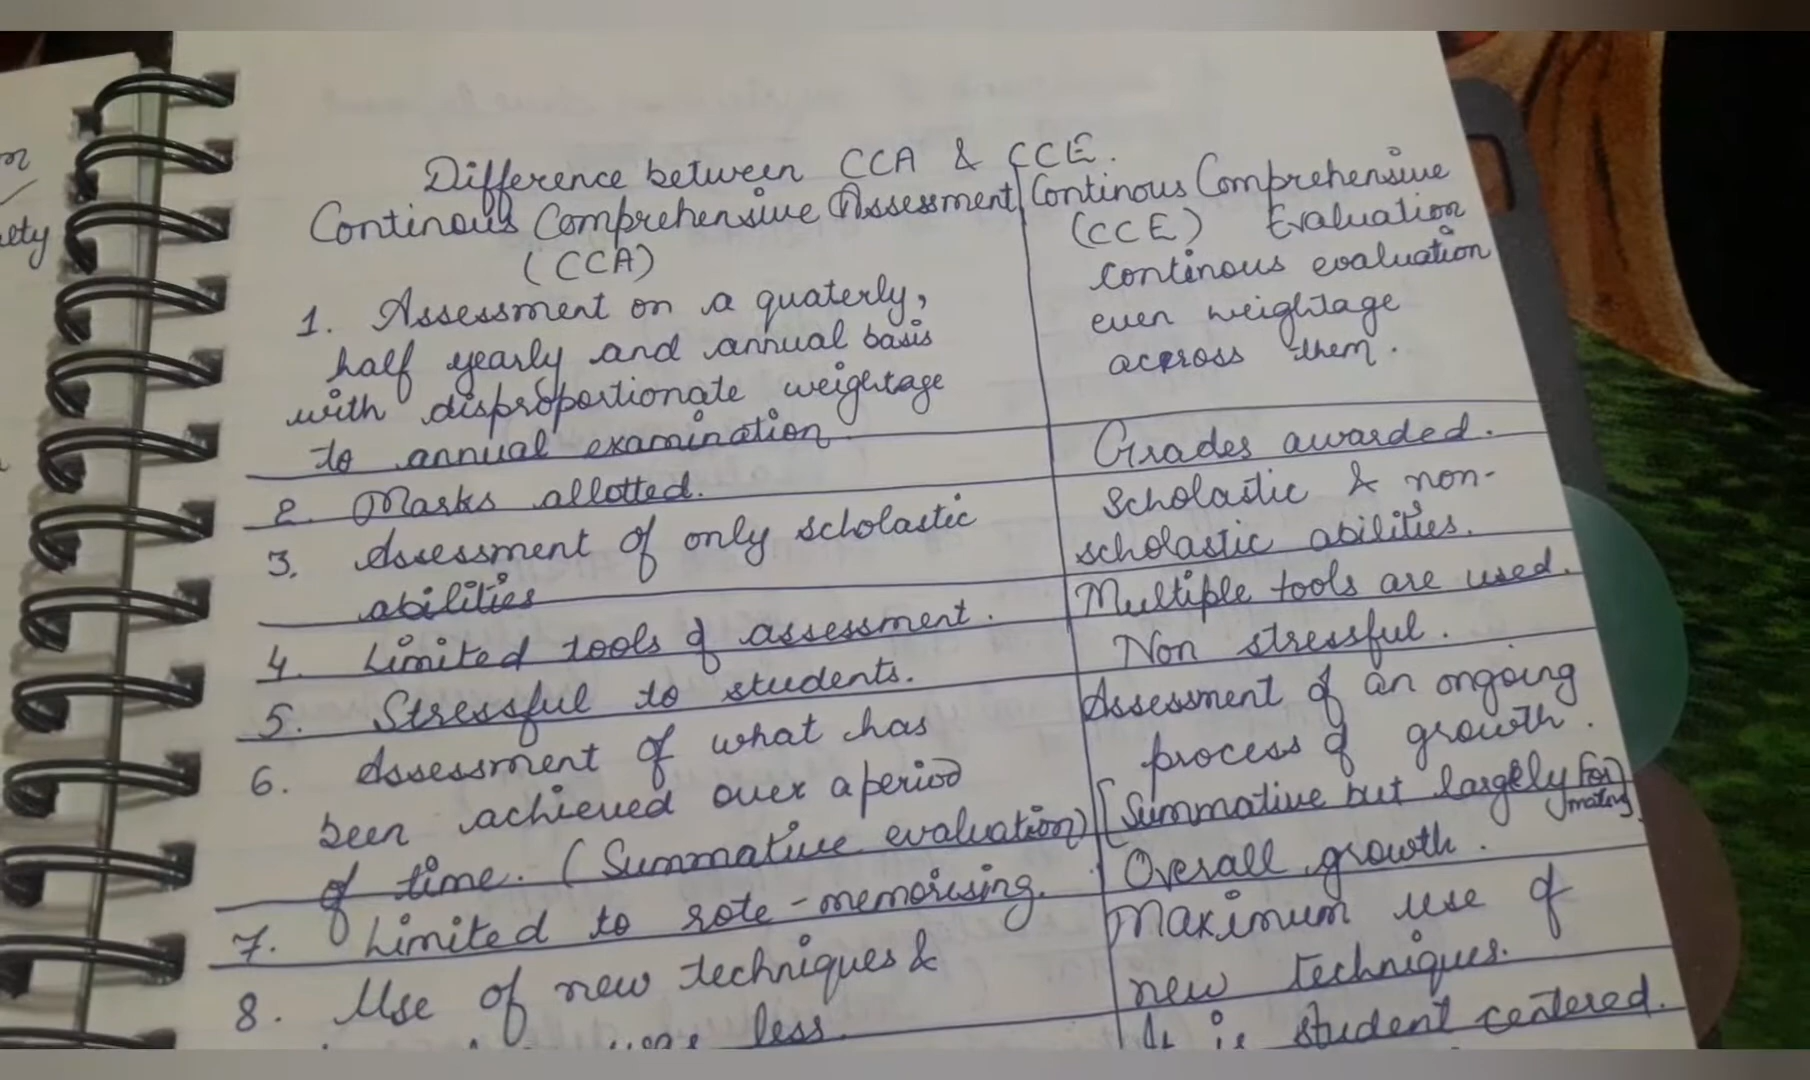 on
ety
Difference between CCA & CCE.
Continous Comprehensive Assessment
(CCA)
Continous Comprehensive
(CCE) Evaluation
1. Assessment on a quaterly,
half yearly and annual basis
with disproportionate weightage
to annual examination.
continous evaluation
even weightage
accross them.
2. Marks allotted.
Grades awarded.
3. Assessment of only scholastic
abilities
scholastic & non-
scholastic abilities.
4. Limited tools of assessment.
Multiple tools are used.
5. Stressful to students.
Non stressful.
6. Assessment of what has
been achieved over a period
of time. (Summative evaluation)
Assessment of an ongoing
process of growth.
[Summative but largely For
mative]
7. Limited to rote-memorising.
Overall growth.
8. Use of new techniques &
less.
Maximum use of
new techniques.
It is student centered.